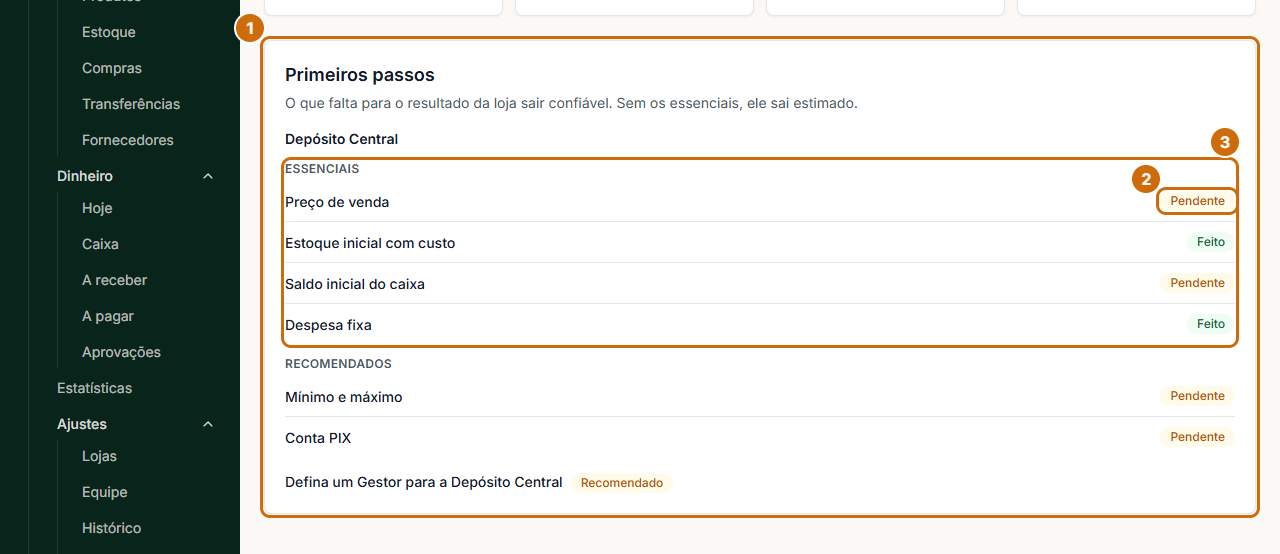 Estoque
Compras
Transferências
Fornecedores
Dinheiro
Hoje
Caixa
A receber
A pagar
Aprovações
Estatísticas
Ajustes
Lojas
Equipe
Histórico
1
Primeiros passos
O que falta para o resultado da loja sair confiável. Sem os essenciais, ele sai estimado.
Depósito Central
3
ESSENCIAIS
2
Preço de venda Pendente
Estoque inicial com custo Feito
Saldo inicial do caixa Pendente
Despesa fixa Feito
RECOMENDADOS
Mínimo e máximo Pendente
Conta PIX Pendente
Defina um Gestor para a Depósito Central Recomendado